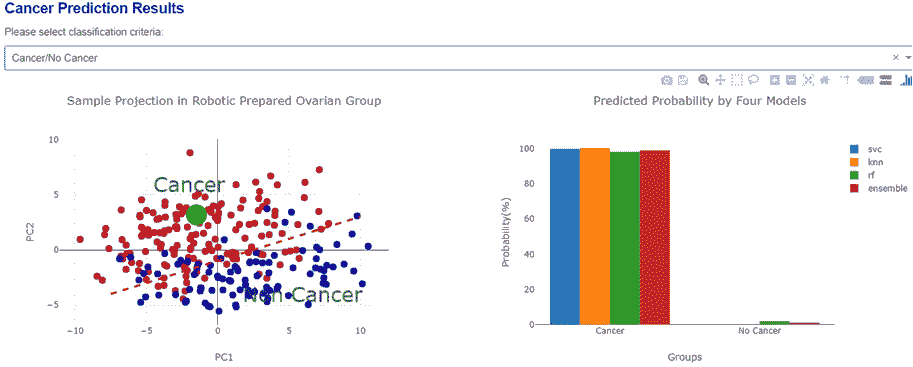 Cancer Prediction Results
Please select classification criteria:
Cancer/No Cancer
Sample Projection in Robotic Prepared Ovarian Group
10
5
0
−5
PC2
Cancer
Non Cancer
−10
−5
0
5
10
PC1
Predicted Probability by Four Models
100
80
60
40
20
0
Probability(%)
Cancer
No Cancer
Groups
svc
knn
rf
ensemble